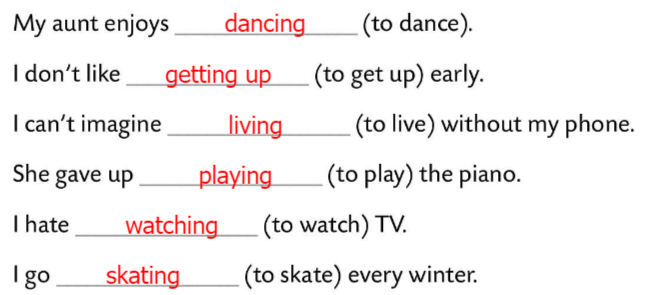 My aunt enjoys dancing (to dance).
I don't like getting up (to get up) early.
I can't imagine living (to live) without my phone.
She gave up playing (to play) the piano.
I hate watching (to watch) TV.
I go skating (to skate) every winter.